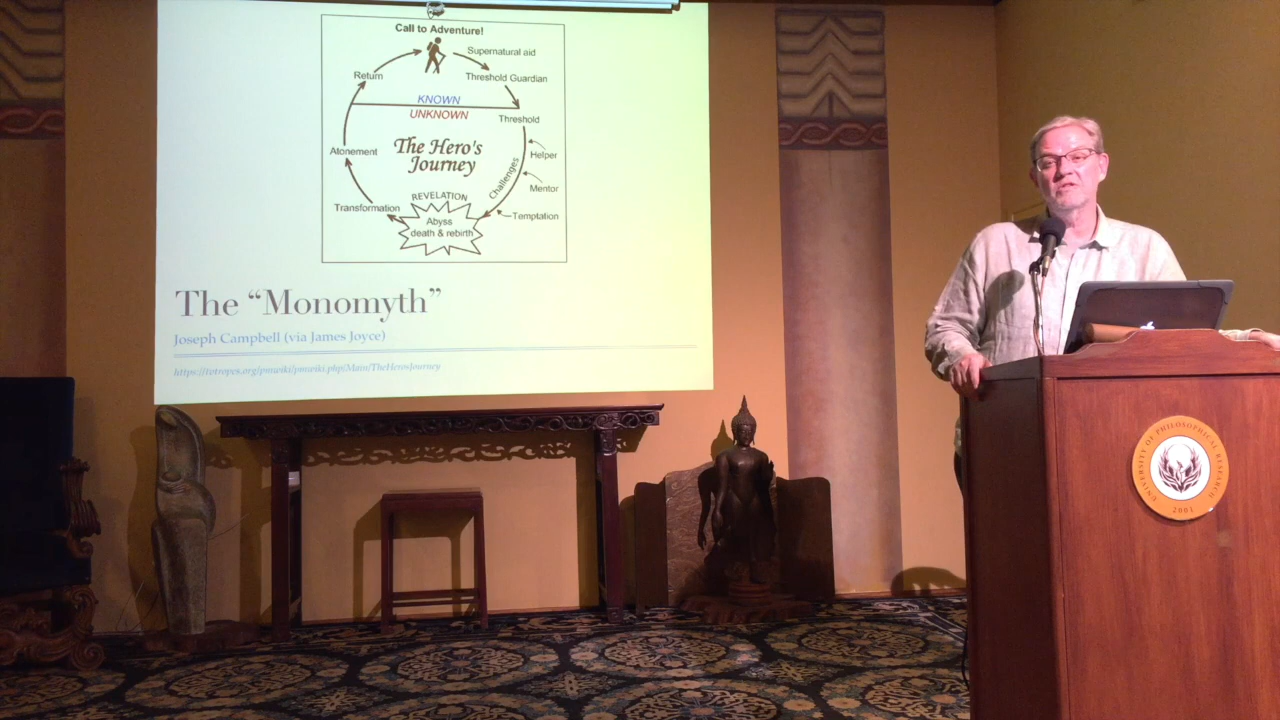 Call to Adventure!
Supernatural aid
Return
Threshold Guardian
KNOWN
UNKNOWN
Threshold
The Hero's
Journey
Atonement
Helper
Challenges
Mentor
REVELATION
Transformation
Abyss
death & rebirth
Temptation
The “Monomyth”
Joseph Campbell (via James Joyce)
https://tvtropes.org/pmwiki/pmwiki.php/Main/TheHerosJourney
UNIVERSITY OF PHILOSOPHICAL RESEARCH